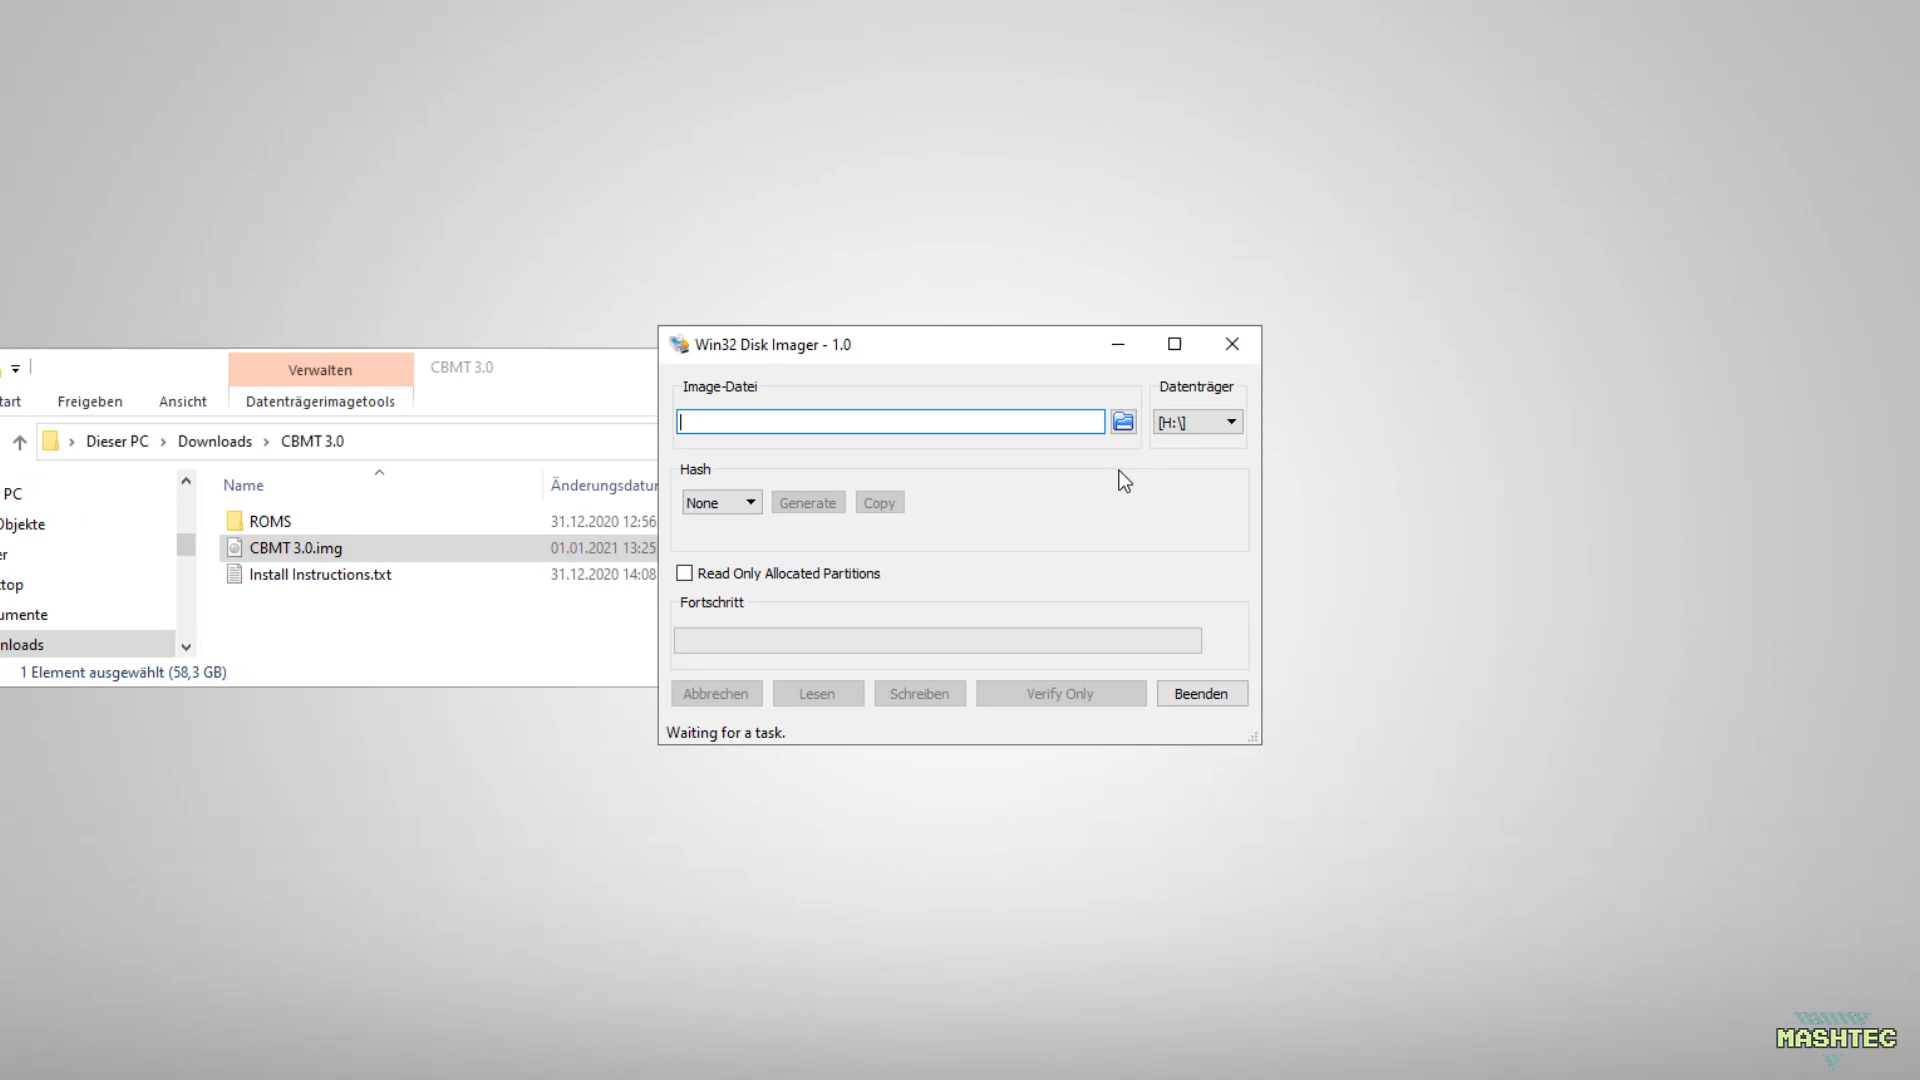 Verwalten
CBMT 3.0
Freigeben
Ansicht
Datenträgerimagetools
Dieser PC > Downloads > CBMT 3.0
PC
Objekte
Name
ROMS
31.12.2020 12:56
CBMT 3.0.img
01.01.2021 13:25
Install Instructions.txt
31.12.2020 14:08
1 Element ausgewählt (58,3 GB)
Win32 Disk Imager - 1.0
Image-Datei
Datenträger
[H:\]
Hash
None
Generate
Copy
Read Only Allocated Partitions
Fortschritt
Abbrechen
Lesen
Schreiben
Verify Only
Beenden
Waiting for a task.
MASHTEC